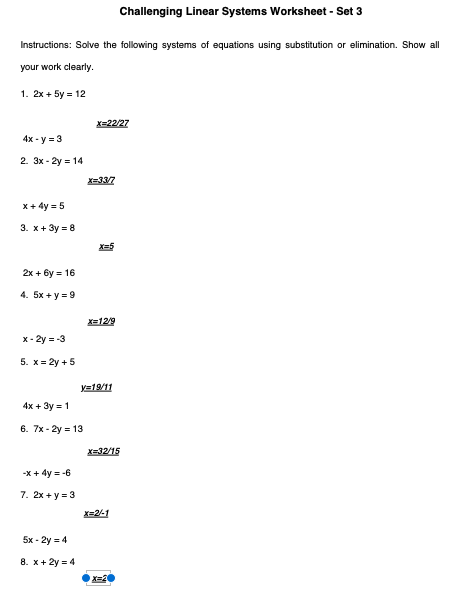 Challenging Linear Systems Worksheet - Set 3
Instructions: Solve the following systems of equations using substitution or elimination. Show all
your work clearly.
1. 2x + 5y = 12
x=22/27
4x - y = 3
2. 3x - 2y = 14
x=33/7
x + 4y = 5
3. x + 3y = 8
x=5
2x + 6y = 16
4. 5x + y = 9
x=12/9
x - 2y = -3
5. x = 2y + 5
y=19/11
4x + 3y = 1
6. 7x - 2y = 13
x=32/15
-x + 4y = -6
7. 2x + y = 3
x=2/-1
5x - 2y = 4
8. x + 2y = 4
x=2